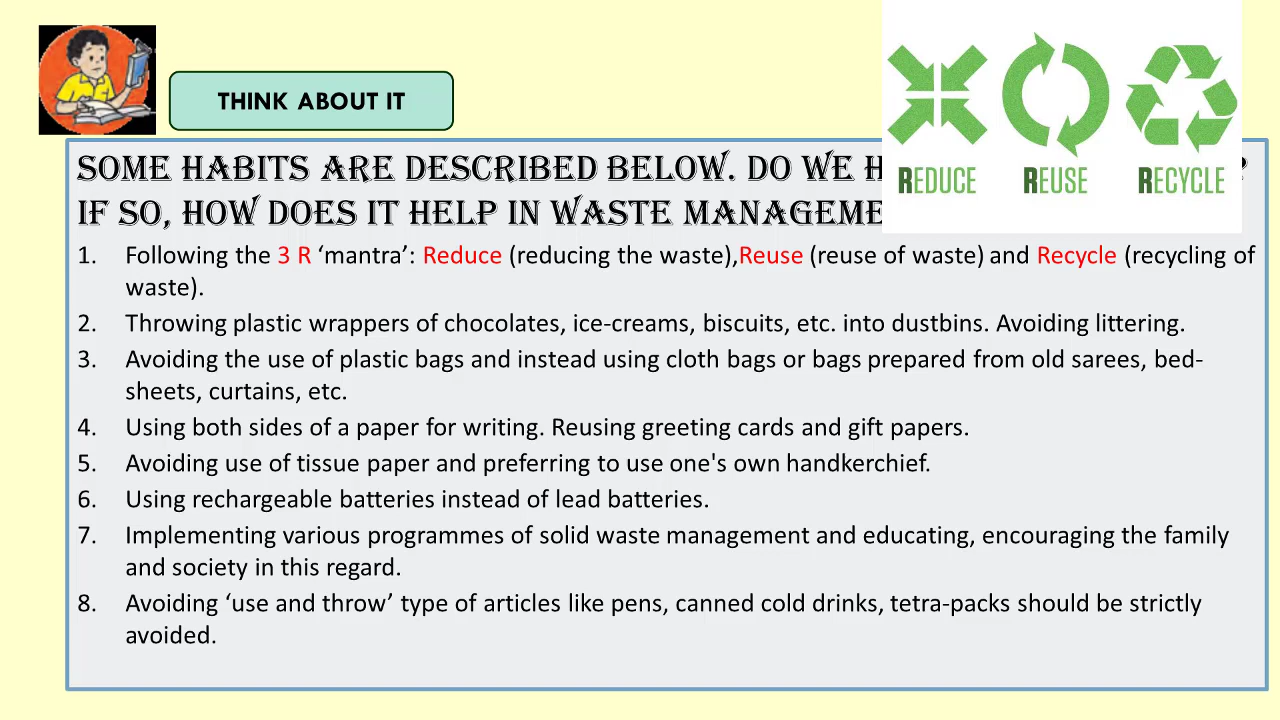 THINK ABOUT IT
REDUCE REUSE RECYCLE
SOME HABITS ARE DESCRIBED BELOW. DO WE
IF SO, HOW DOES IT HELP IN WASTE
1. Following the 3 R ‘mantra’: Reduce (reducing the waste),Reuse (reuse of waste) and Recycle (recycling of
waste).
2. Throwing plastic wrappers of chocolates, ice-creams, biscuits, etc. into dustbins. Avoiding littering.
3. Avoiding the use of plastic bags and instead using cloth bags or bags prepared from old sarees, bed-
sheets, curtains, etc.
4. Using both sides of a paper for writing. Reusing greeting cards and gift papers.
5. Avoiding use of tissue paper and preferring to use one's own handkerchief.
6. Using rechargeable batteries instead of lead batteries.
7. Implementing various programmes of solid waste management and educating, encouraging the family
and society in this regard.
8. Avoiding ‘use and throw’ type of articles like pens, canned cold drinks, tetra-packs should be strictly
avoided.